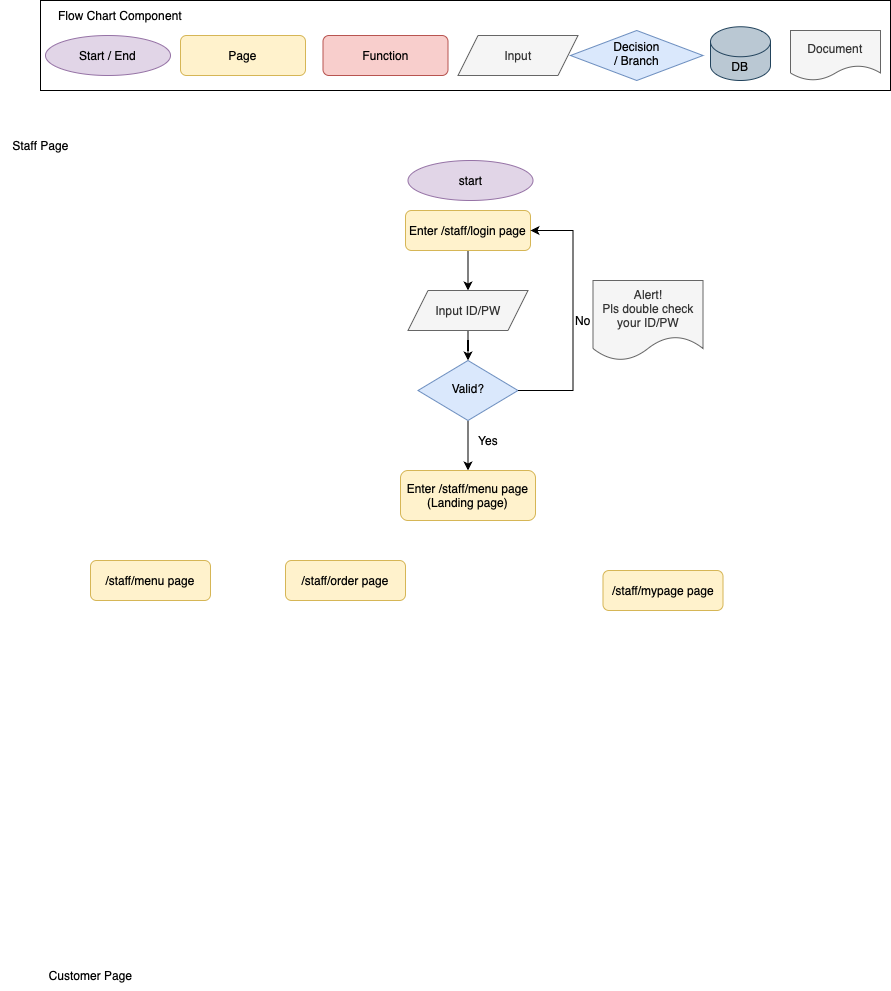 Flow Chart Component
Start / End
Page
Function
Input
Decision
/ Branch
DB
Document
Staff Page
start
Enter /staff/login page
Input ID/PW
Alert!
Pls double check
your ID/PW
No
Valid?
Yes
Enter /staff/menu page
(Landing page)
/staff/menu page
/staff/order page
/staff/mypage page
Customer Page